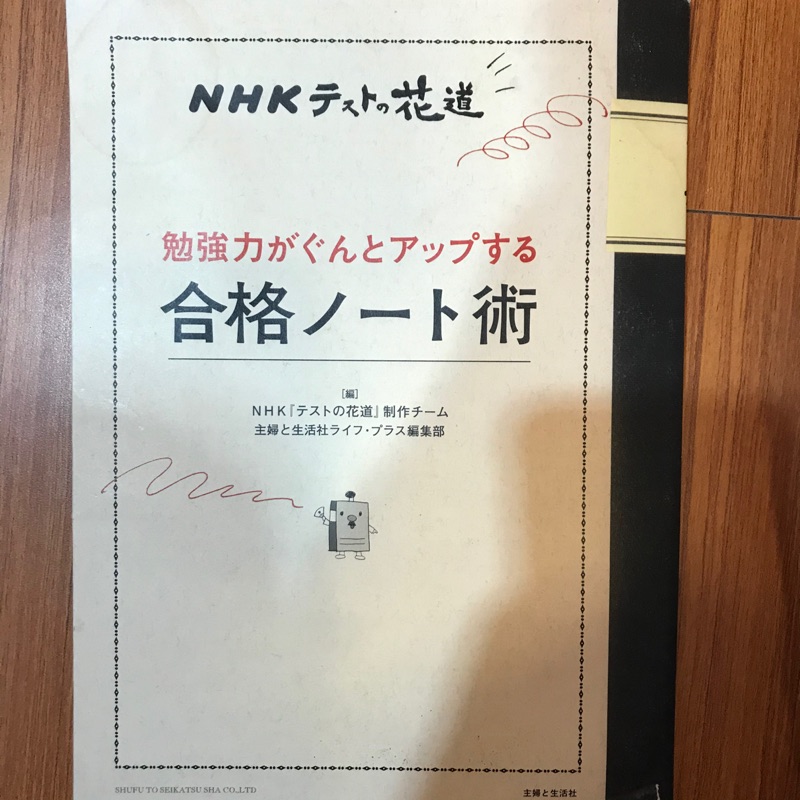 NHKテストの花道
勉強力がぐんとアップする
合格ノート術
[編]
NHK『テストの花道』制作チーム
主婦と生活社ライフ・プラス編集部
SHUFU TO SEIKATSU SHA CO.,LTD
主婦と生活社